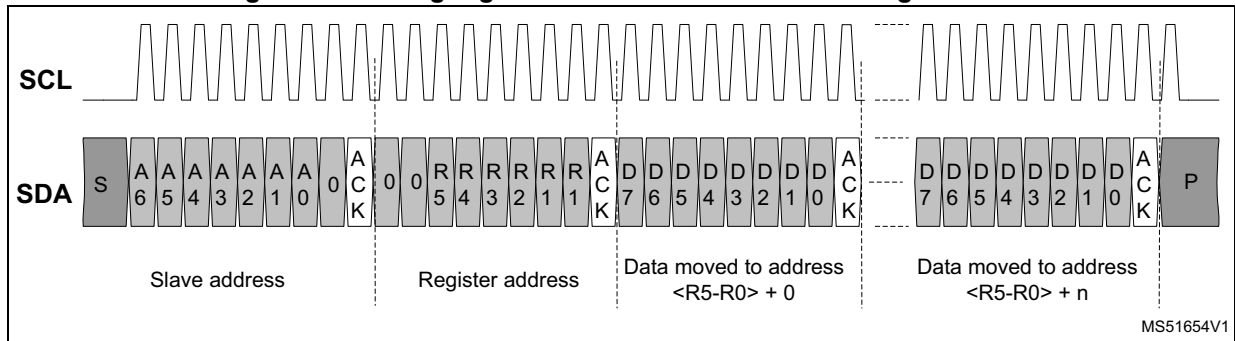 SCL
SDA S A6 A5 A4 A3 A2 A1 A0 0 ACK 0 0 R5 R4 R3 R2 R1 R1 ACK D7 D6 D5 D4 D3 D2 D1 D0 ACK D7 D6 D5 D4 D3 D2 D1 D0 ACK P
Slave address
Register address
Data moved to address
<R5-R0> + 0
Data moved to address
<R5-R0> + n
MS51654V1